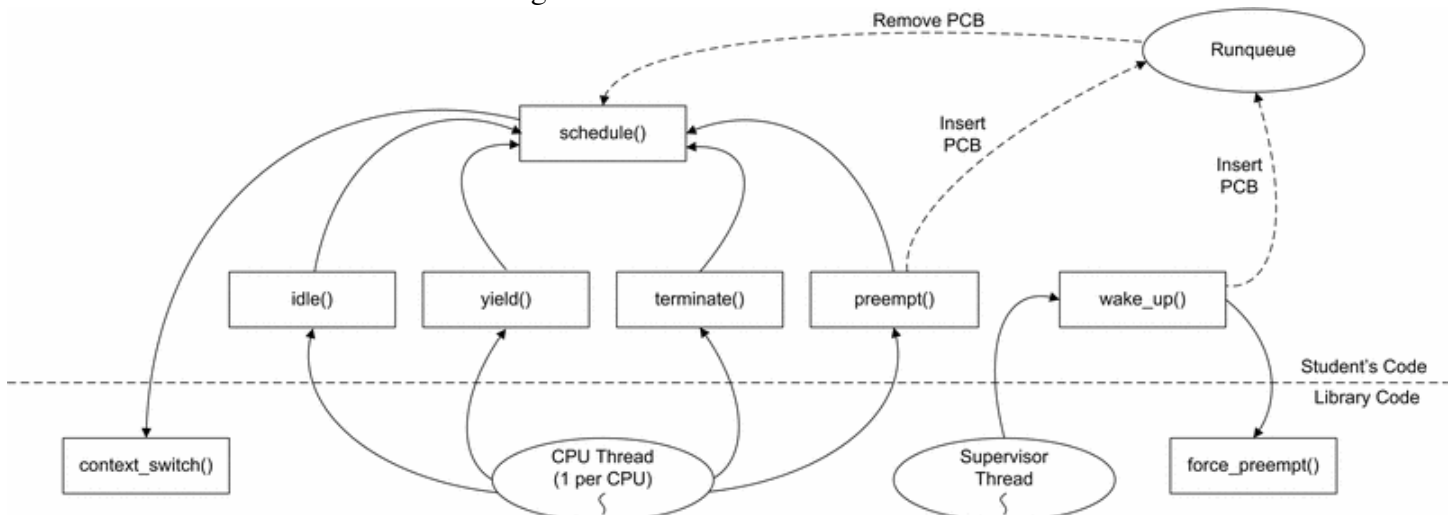 Remove PCB
Runqueue
schedule()
Insert
PCB
Insert
PCB
idle()
yield()
terminate()
preempt()
wake_up()
Student's Code
Library Code
context_switch()
CPU Thread
(1 per CPU)
Supervisor
Thread
force_preempt()